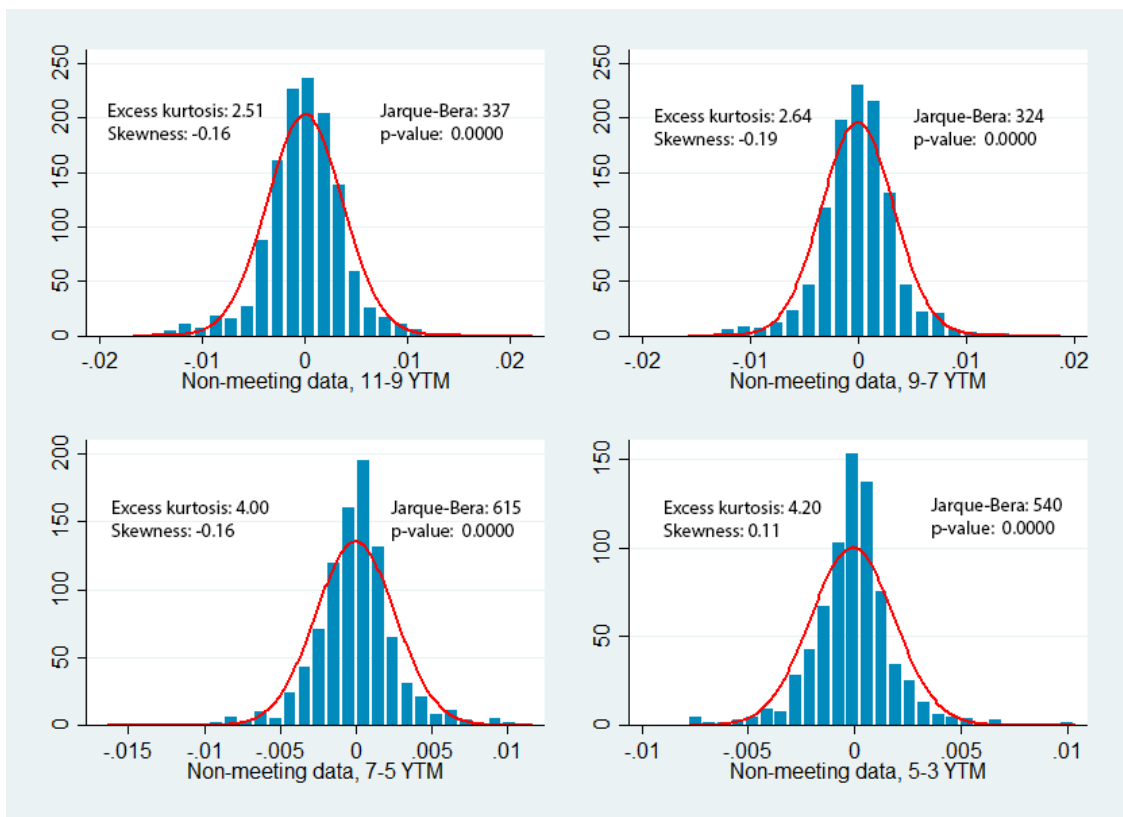 250
200
150
100
50
0
Excess kurtosis: 2.51
Skewness: -0.16
Jarque-Bera: 337
p-value: 0.0000
-.02 -.01 0 .01 .02
Non-meeting data, 11-9 YTM
250
200
150
100
50
0
Excess kurtosis: 2.64
Skewness: -0.19
Jarque-Bera: 324
p-value: 0.0000
-.02 -.01 0 .01 .02
Non-meeting data, 9-7 YTM
200
150
100
50
0
Excess kurtosis: 4.00
Skewness: -0.16
Jarque-Bera: 615
p-value: 0.0000
-.015 -.01 -.005 0 .005 .01
Non-meeting data, 7-5 YTM
150
100
50
0
Excess kurtosis: 4.20
Skewness: 0.11
Jarque-Bera: 540
p-value: 0.0000
-.01 -.005 0 .005 .01
Non-meeting data, 5-3 YTM